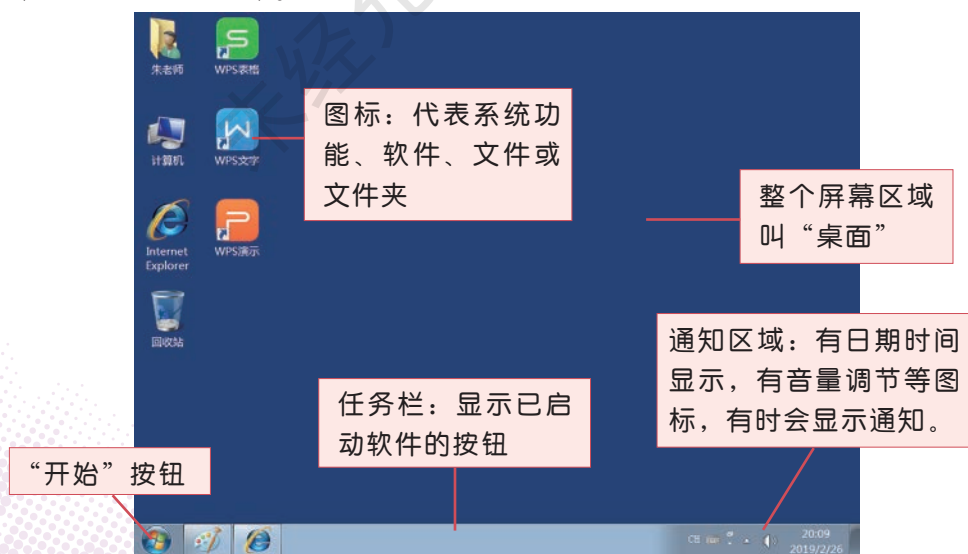 朱老师
WPS表格
图标：代表系统功
能、软件、文件或
文件夹
计算机
WPS文字
整个屏幕区域
叫“桌面”
Internet
Explorer
WPS演示
回收站
通知区域：有日期时间
显示，有音量调节等图
标，有时会显示通知。
任务栏：显示已启
动软件的按钮
“开始”按钮
CH
20:09
2019/2/26
未经允